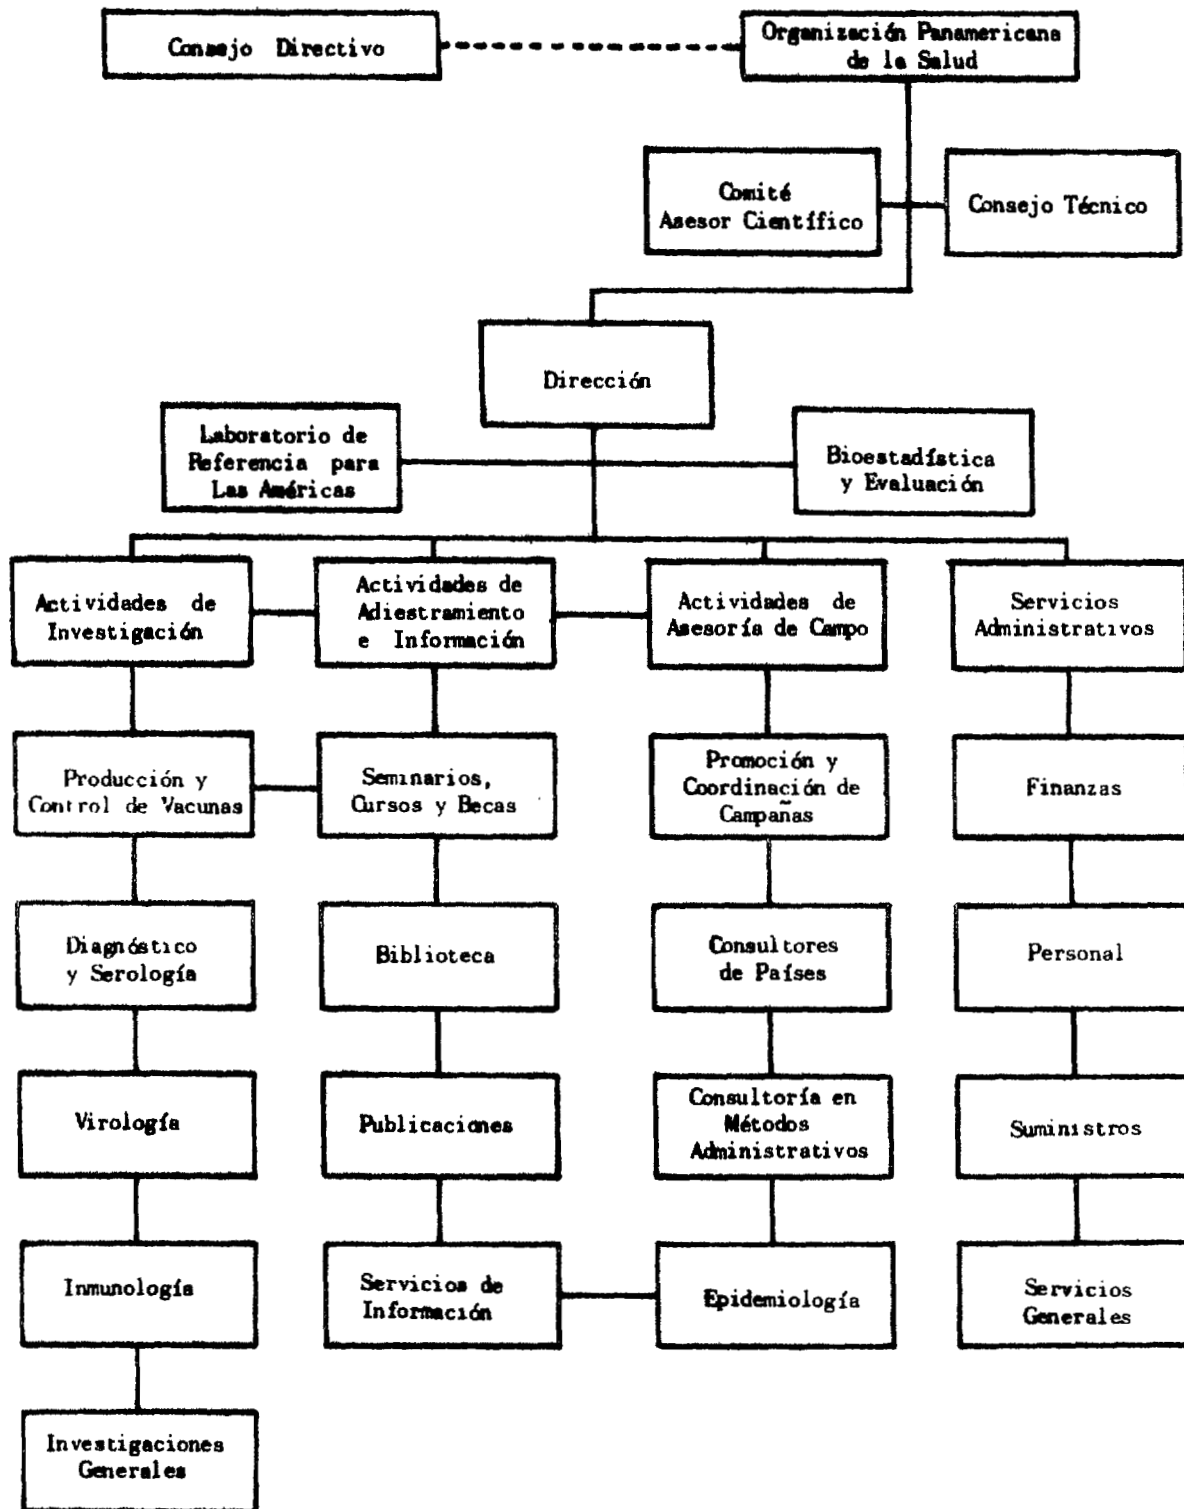 Consejo Directivo
Organización Panamericana
de la Salud
Comité
Asesor Científico
Consejo Técnico
Dirección
Laboratorio de
Referencia para
Las Américas
Bioestadística
y Evaluación
Actividades de
Investigación
Actividades de
Adiestramiento
e Información
Actividades de
Asesoría de Campo
Servicios
Administrativos
Producción y
Control de Vacunas
Seminarios,
Cursos y Becas
Promoción y
Coordinación de
Campañas
Finanzas
Diagnóstico
y Serología
Biblioteca
Consultores
de Países
Personal
Virología
Publicaciones
Consultoría en
Métodos
Administrativos
Suministros
Inmunología
Servicios de
Información
Epidemiología
Servicios
Generales
Investigaciones
Generales